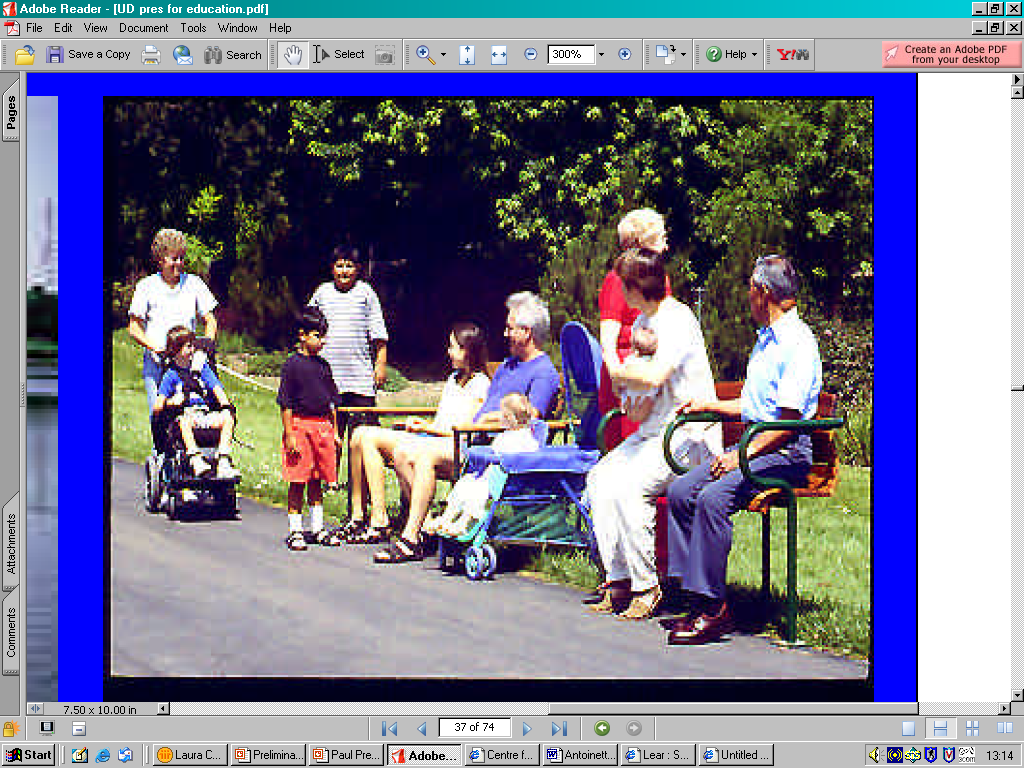 Adobe Reader - [UD pres for education.pdf]
File Edit View Document Tools Window Help
Save a Copy Search Select 300% Help Y! Create an Adobe PDF
from your desktop
Pages
Attachments
Comments
7.50 x 10.00 in
37 of 74
Start Laura C... Prelimina... Paul Pre... Adobe... Centre f... Antoinett... Lear : S... Untitled ... 13:14